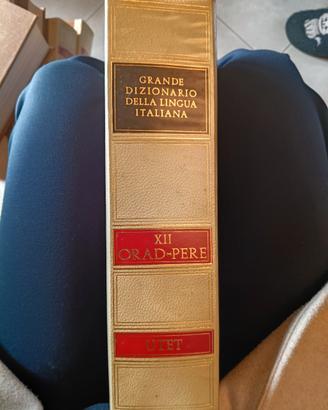 GRANDE
DIZIONARIO
DELLA LINGUA
ITALIANA
XII
ORAD-PERE
UTET